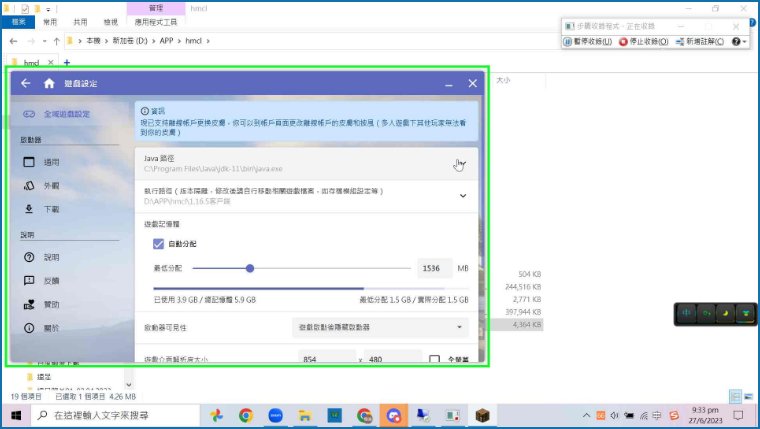 管理
hmcl
檔案
常用
共用
檢視
應用程式工具
步驟收錄程式 - 正在收錄
暫停收錄(U)
停止收錄(O)
新增註解(C)
本機 › 新加卷 (D:) › APP › hmcl ›
hmcl
大小
遊戲設定
全域遊戲設定
啟動器
通用
外觀
下載
說明
說明
反饋
贊助
關於
資訊
現已支持離線帳戶更換皮膚,你可以到帳戶頁面更改離線帳戶的皮膚和披風(多人遊戲下其他玩家無法看
到你的皮膚)
Java 路徑
C:\Program Files\Java\jdk-11\bin\java.exe
執行路徑(版本隔離,修改後請自行移動相關遊戲檔案,如存檔模組設定等)
D:\APP\hmcl\1.16.5客戶端
遊戲記憶體
自動分配
最低分配
1536
MB
已使用 3.9 GB / 總記憶體 5.9 GB
最低分配 1.5 GB / 實際分配 1.5 GB
啟動器可見性
遊戲啟動後隱藏啟動器
遊戲介面解析度大小
854
x
480
全螢幕
504 KB
244,516 KB
2,771 KB
397,944 KB
4,364 KB
中
還是
19 個項目
已選取 1 個項目 4.26 MB
在這裡輸入文字來搜尋
中
9:33 pm
27/6/2023